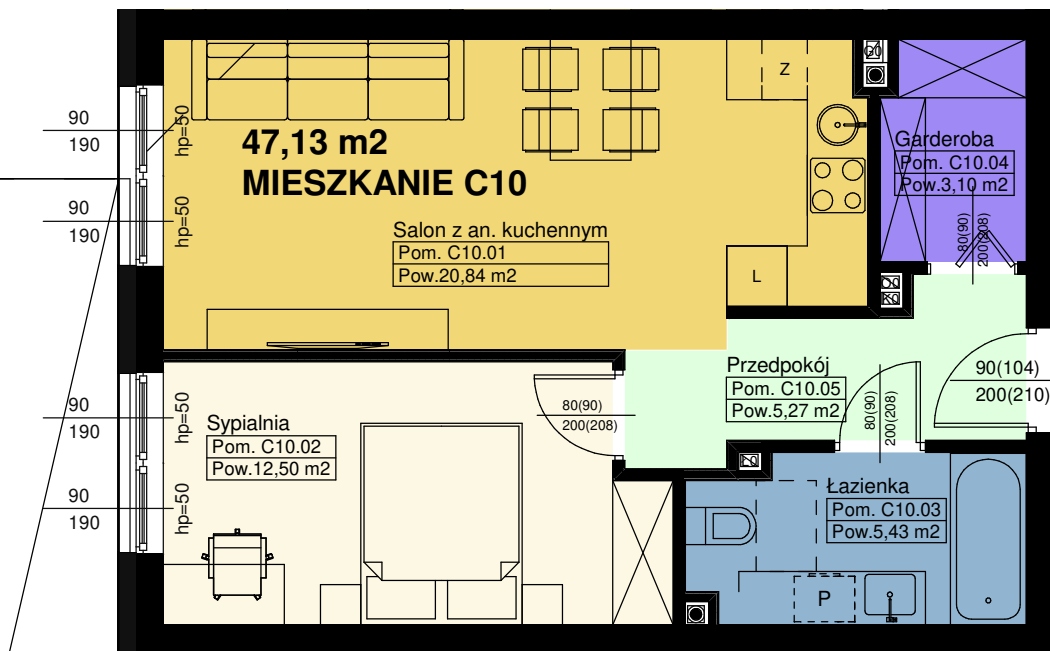 47,13 m2
MIESZKANIE C10
Salon z an. kuchennym
Pom. C10.01
Pow.20,84 m2
Z
L
Garderoba
Pom. C10.04
Pow.3,10 m2
80(90)
200(208)
90
190
hp=50
90
190
hp=50
Przedpokój
Pom. C10.05
Pow.5,27 m2
90(104)
200(210)
80(90)
200(208)
80(90)
200(208)
90
190
hp=50
90
190
hp=50
Sypialnia
Pom. C10.02
Pow.12,50 m2
Łazienka
Pom. C10.03
Pow.5,43 m2
P